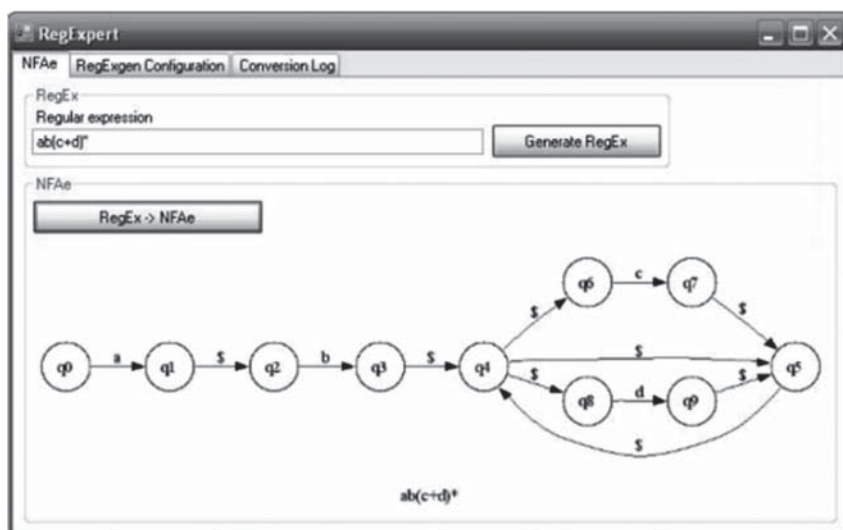 RegExpert
NFAe RegExgen Configuration Conversion Log
RegEx
Regular expression
ab(c+d)*
Generate RegEx
NFAe
RegEx -> NFAe
q6 c q7
$ $
q0 a q1 $ q2 b q3 $ q4 $ q5
$ q8 d q9 $
$
ab(c+d)*